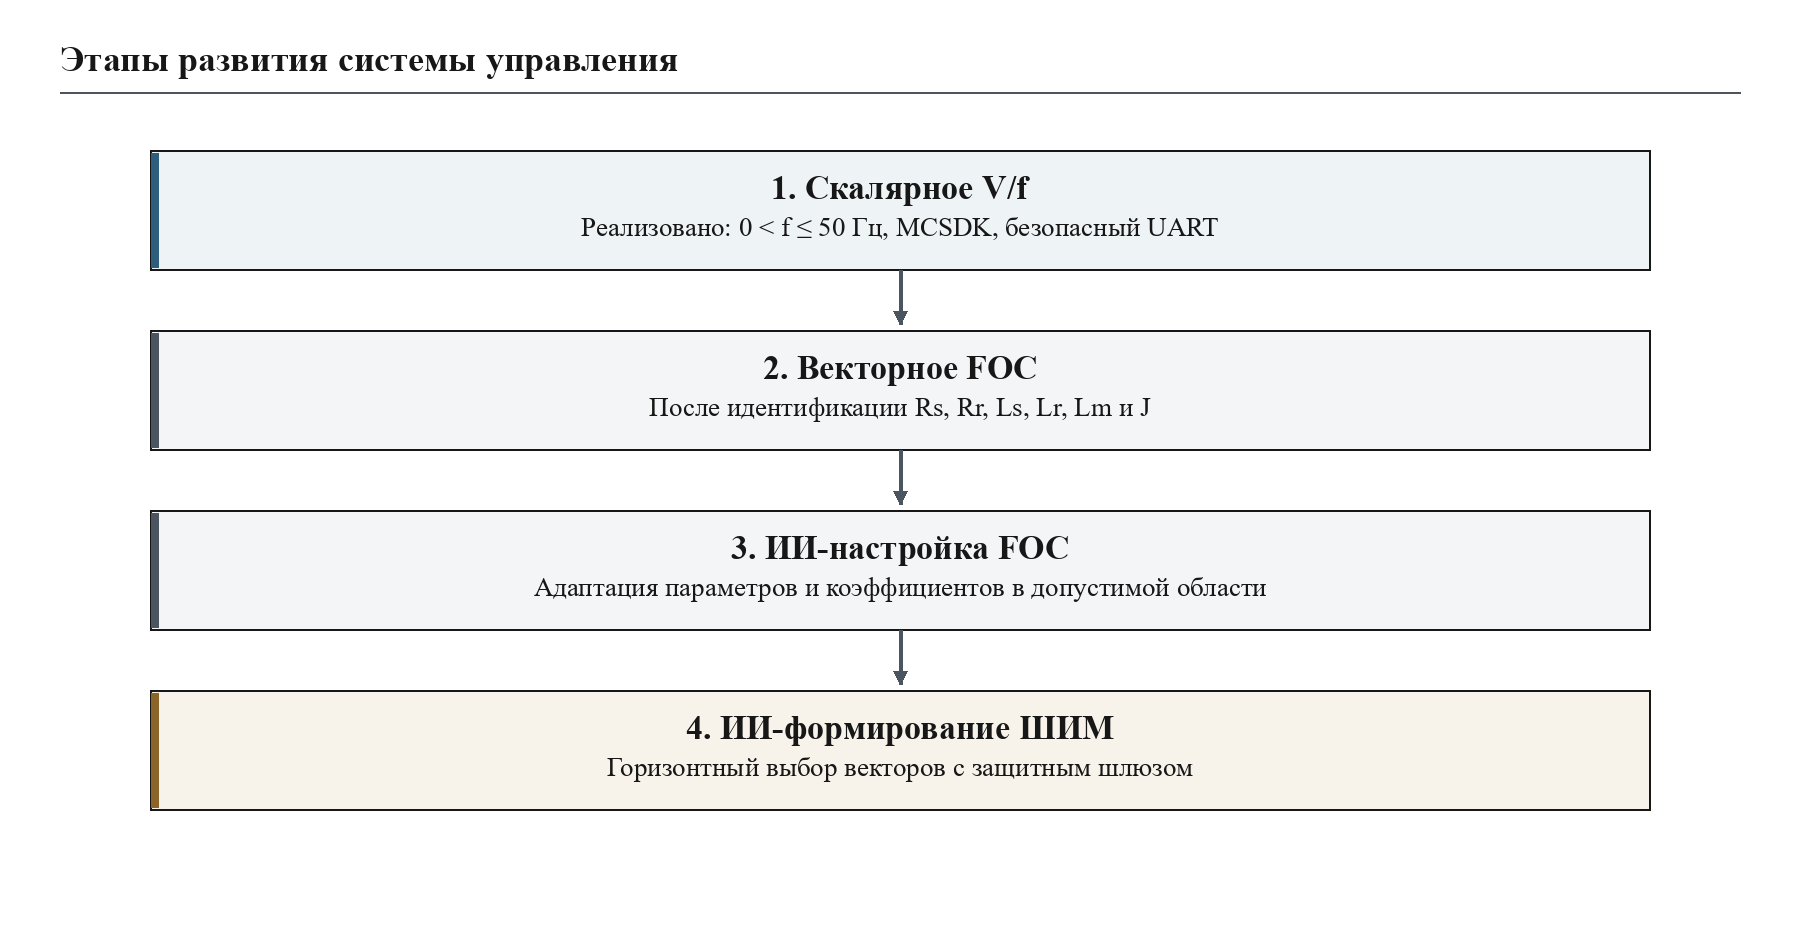 Этапы развития системы управления
1. Скалярное V/f
Реализовано: 0 < f ≤ 50 Гц, MCSDK, безопасный UART
2. Векторное FOC
После идентификации Rs, Rr, Ls, Lr, Lm и J
3. ИИ-настройка FOC
Адаптация параметров и коэффициентов в допустимой области
4. ИИ-формирование ШИМ
Горизонтный выбор векторов с защитным шлюзом